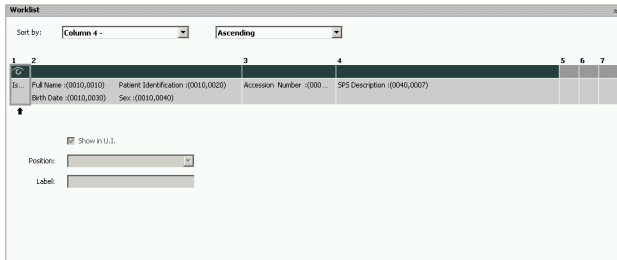 Worklist
Sort by: Column 4 - Ascending
1 2 3 4 5 6 7
Is... Full Name :(0010,0010) Patient Identification :(0010,0020) Accession Number :(000... SPS Description :(0040,0007)
Birth Date :(0010,0030) Sex :(0010,0040)
Show in U.I.
Position:
Label: